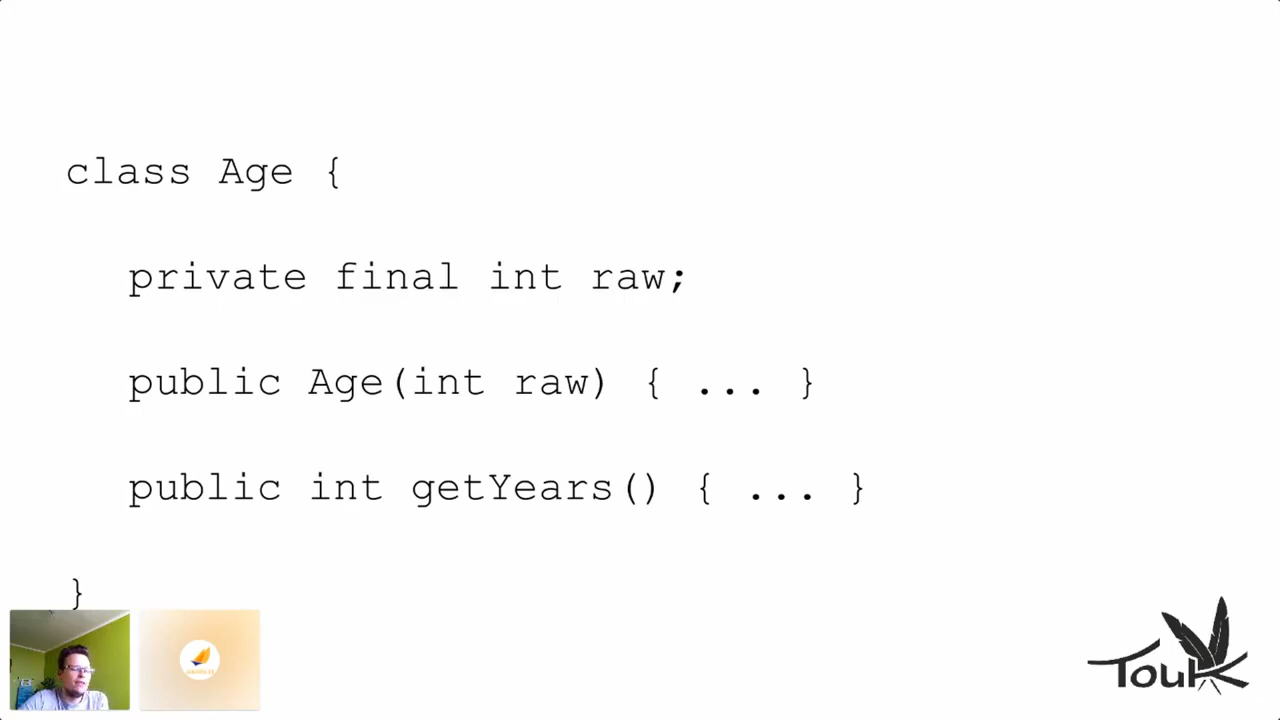 class Age {
private final int raw;
public Age(int raw) { ... }
public int getYears() { ... }
}
Touk